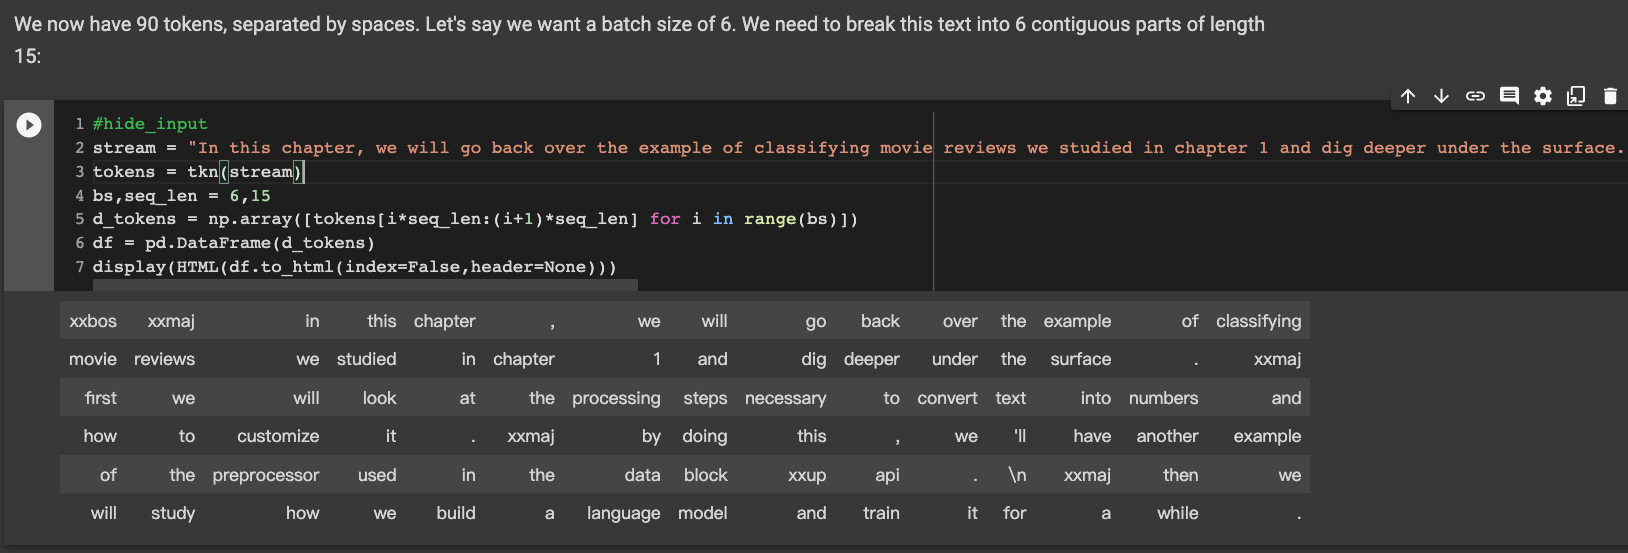 We now have 90 tokens, separated by spaces. Let's say we want a batch size of 6. We need to break this text into 6 contiguous parts of length
15:
1 #hide_input
2 stream = "In this chapter, we will go back over the example of classifying movie reviews we studied in chapter 1 and dig deeper under the surface.
3 tokens = tkn(stream)
4 bs,seq_len = 6,15
5 d_tokens = np.array([tokens[i*seq_len:(i+1)*seq_len] for i in range(bs)])
6 df = pd.DataFrame(d_tokens)
7 display(HTML(df.to_html(index=False,header=None)))
xxbos xxmaj in this chapter , we will go back over the example of classifying
movie reviews we studied in chapter 1 and dig deeper under the surface . xxmaj
first we will look at the processing steps necessary to convert text into numbers and
how to customize it . xxmaj by doing this , we 'll have another example
of the preprocessor used in the data block xxup api . \n xxmaj then we
will study how we build a language model and train it for a while .